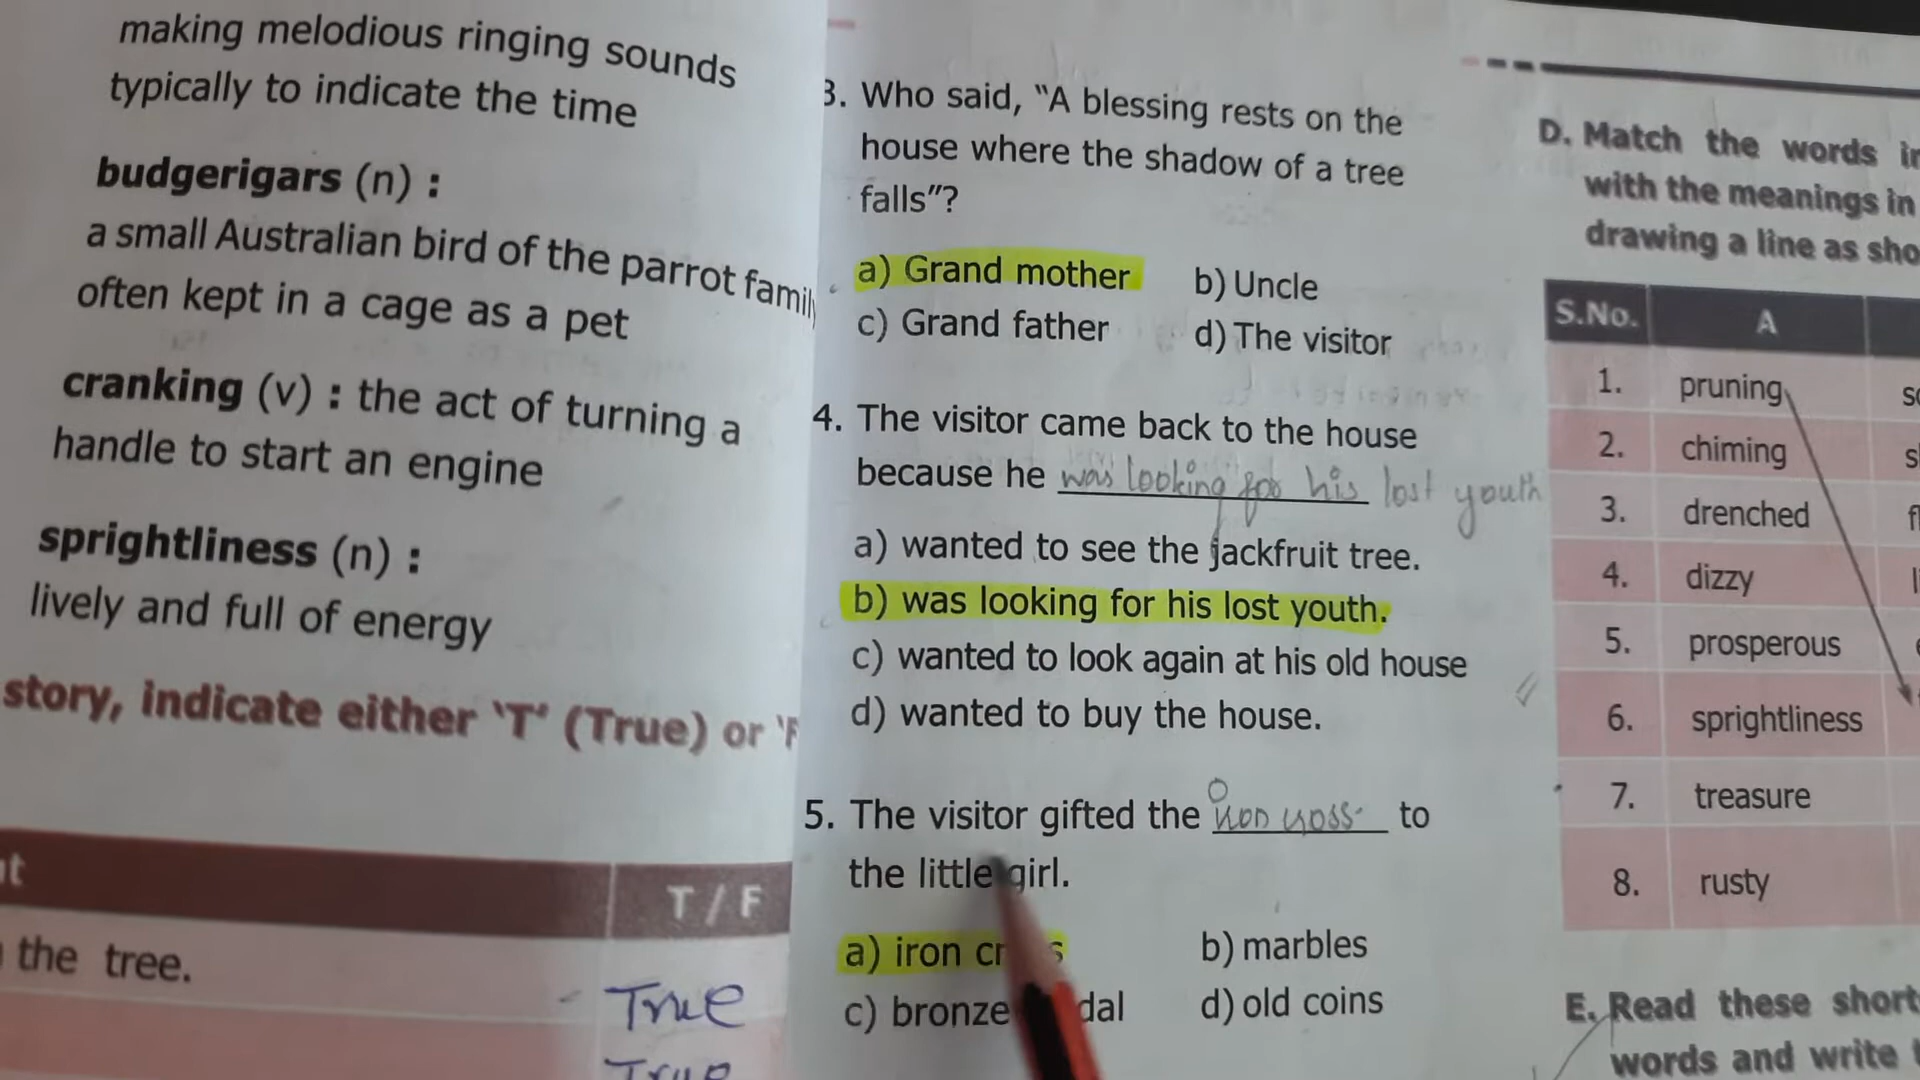 making melodious ringing sounds
typically to indicate the time
budgerigars (n) :
a small Australian bird of the parrot famil
often kept in a cage as a pet
cranking (v) : the act of turning a
handle to start an engine
sprightliness (n) :
lively and full of energy
story, indicate either ‘T’ (True) or ‘F
T / F
the tree.
True
True
3. Who said, “A blessing rests on the
house where the shadow of a tree
falls”?
a) Grand mother b) Uncle
c) Grand father d) The visitor
4. The visitor came back to the house
because he was looking for his lost youth
a) wanted to see the jackfruit tree.
b) was looking for his lost youth.
c) wanted to look again at his old house
d) wanted to buy the house.
5. The visitor gifted the iron cross to
the little girl.
a) iron b) marbles
c) bronze d) old coins
D. Match the words in
with the meanings in
drawing a line as sho
S.No. A
1. pruning
2. chiming
3. drenched
4. dizzy
5. prosperous
6. sprightliness
7. treasure
8. rusty
E. Read these short
words and write